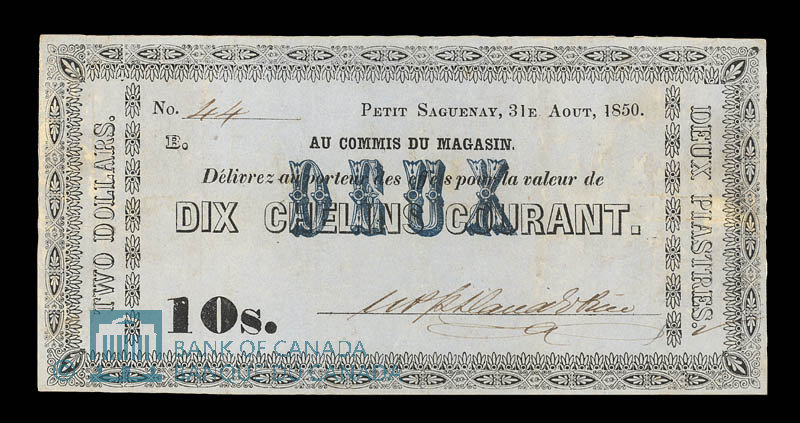 No. 44 PETIT SAGUENAY, 31E AOUT, 1850.
E. AU COMMIS DU MAGASIN.
Délivrez au porteur des effets pour la valeur de
DEUX
DIX CHELINS COURANT.
10s.
TWO DOLLARS.
DEUX PIASTRES.
BANK OF CANADA
BANQUE DU CANADA